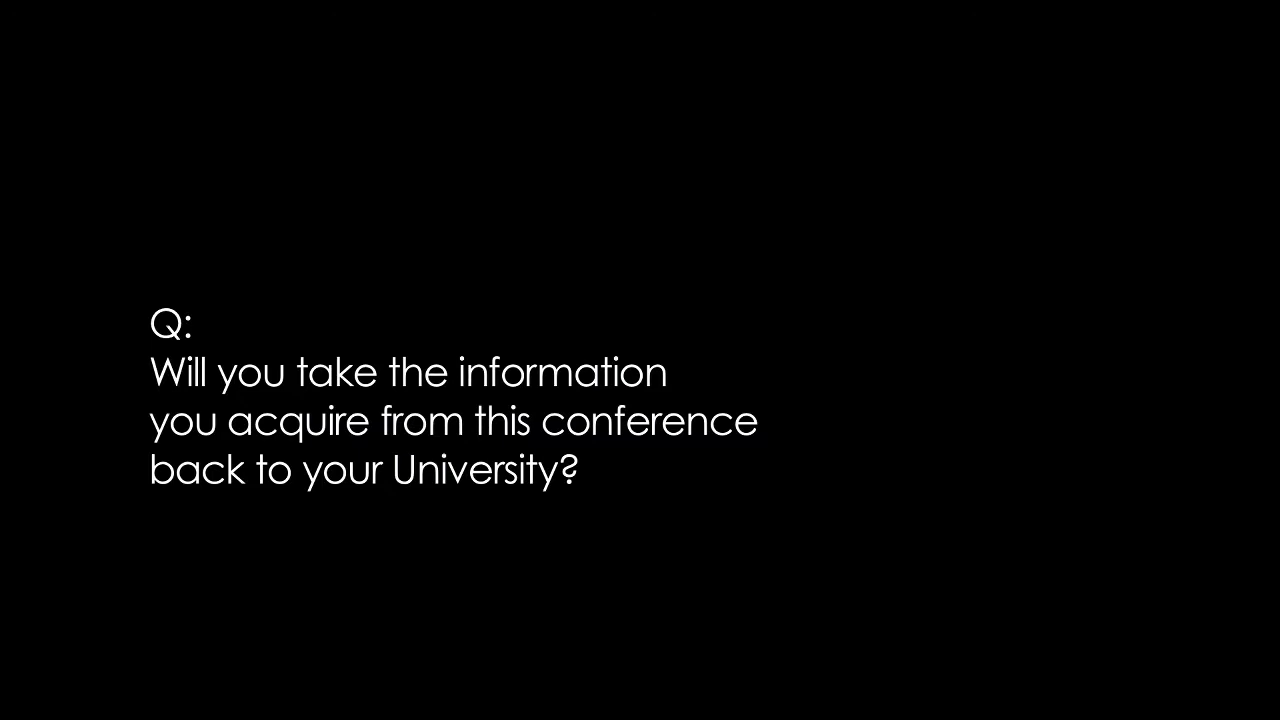 Q:
Will you take the information
you acquire from this conference
back to your University?